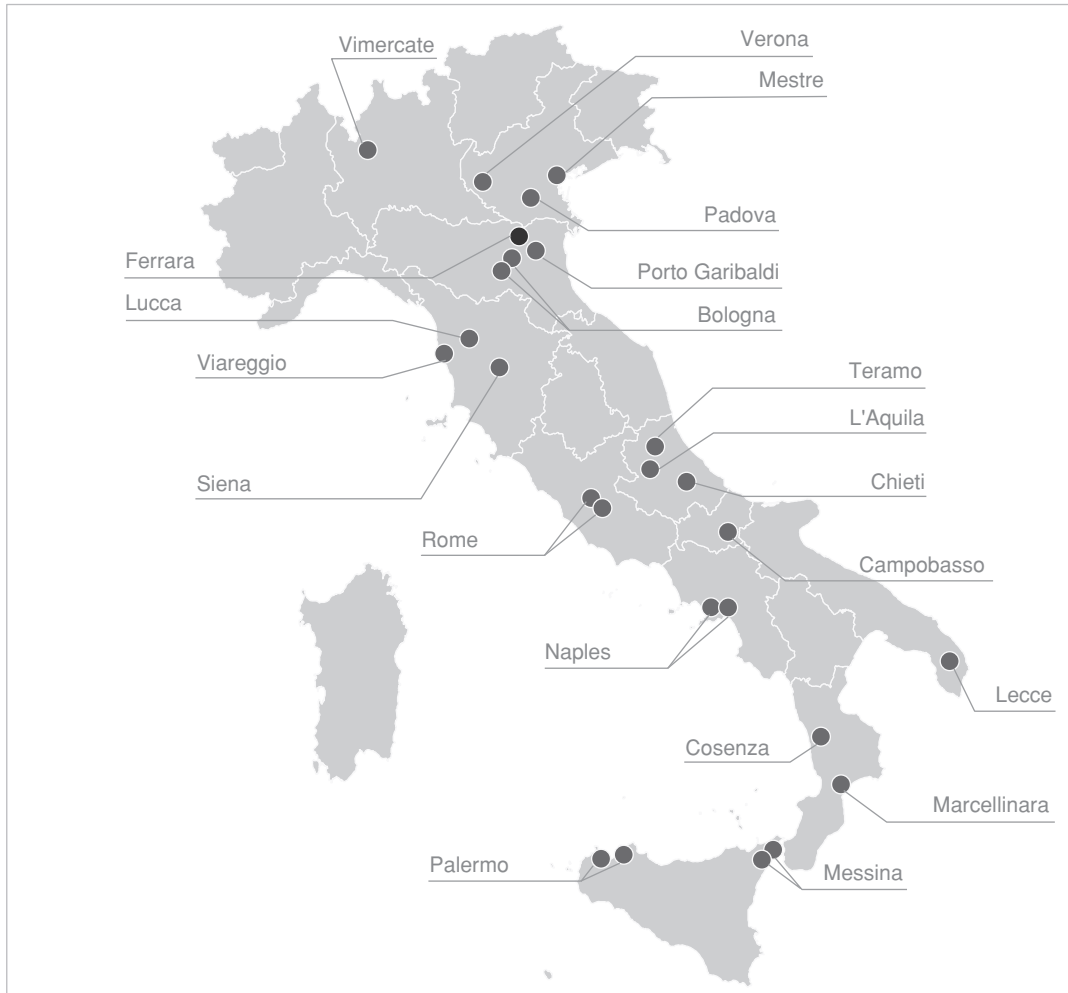 Vimercate
Verona
Mestre
Padova
Ferrara
Porto Garibaldi
Lucca
Bologna
Viareggio
Teramo
L'Aquila
Siena
Chieti
Rome
Campobasso
Naples
Lecce
Cosenza
Marcellinara
Palermo
Messina